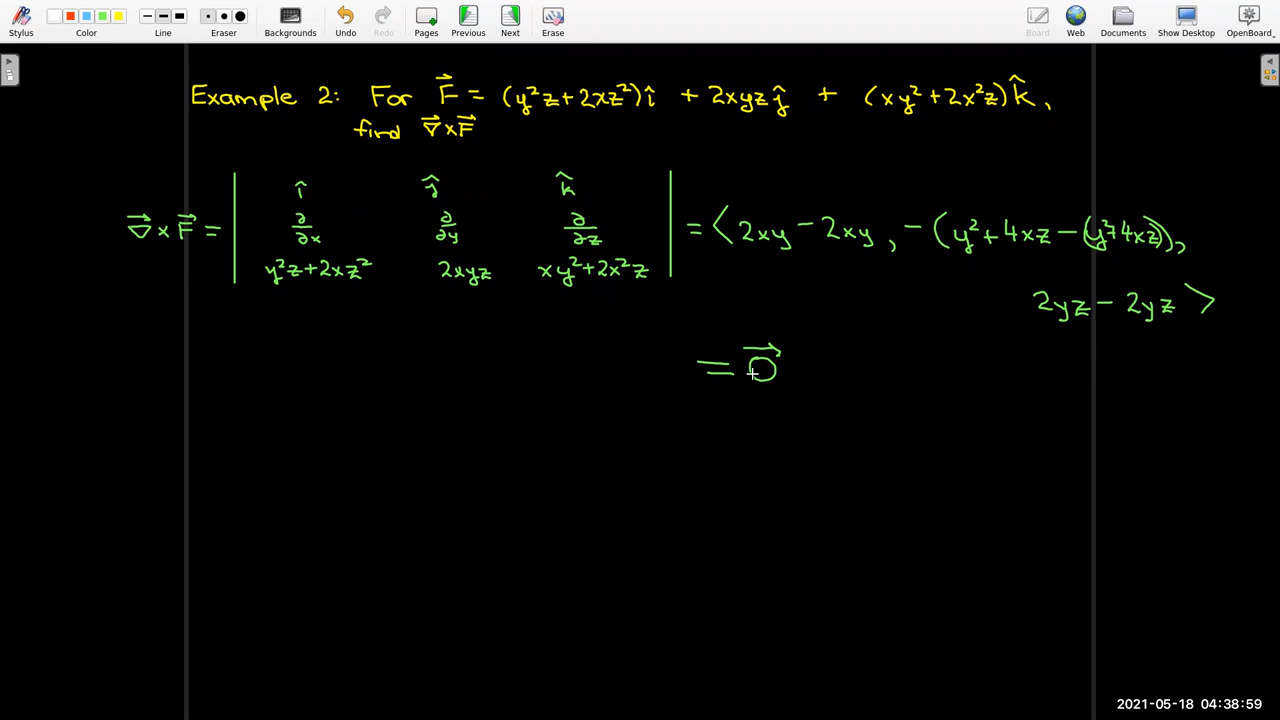 Stylus Color Line Eraser Backgrounds Undo Redo Pages Previous Next Erase Board Web Documents Show Desktop OpenBoard
Example 2: For F⃗ = (y²z+2xz²)î + 2xyzĵ + (xy²+2x²z)k̂,
find ∇⃗×F⃗
î ĵ k̂
∇⃗×F⃗ = | ∂/∂x ∂/∂y ∂/∂z | = ⟨2xy − 2xy, −(y²+4xz−(y²+4xz)),
y²z+2xz² 2xyz xy²+2x²z
2yz − 2yz⟩
= 0⃗
2021-05-18 04:38:59